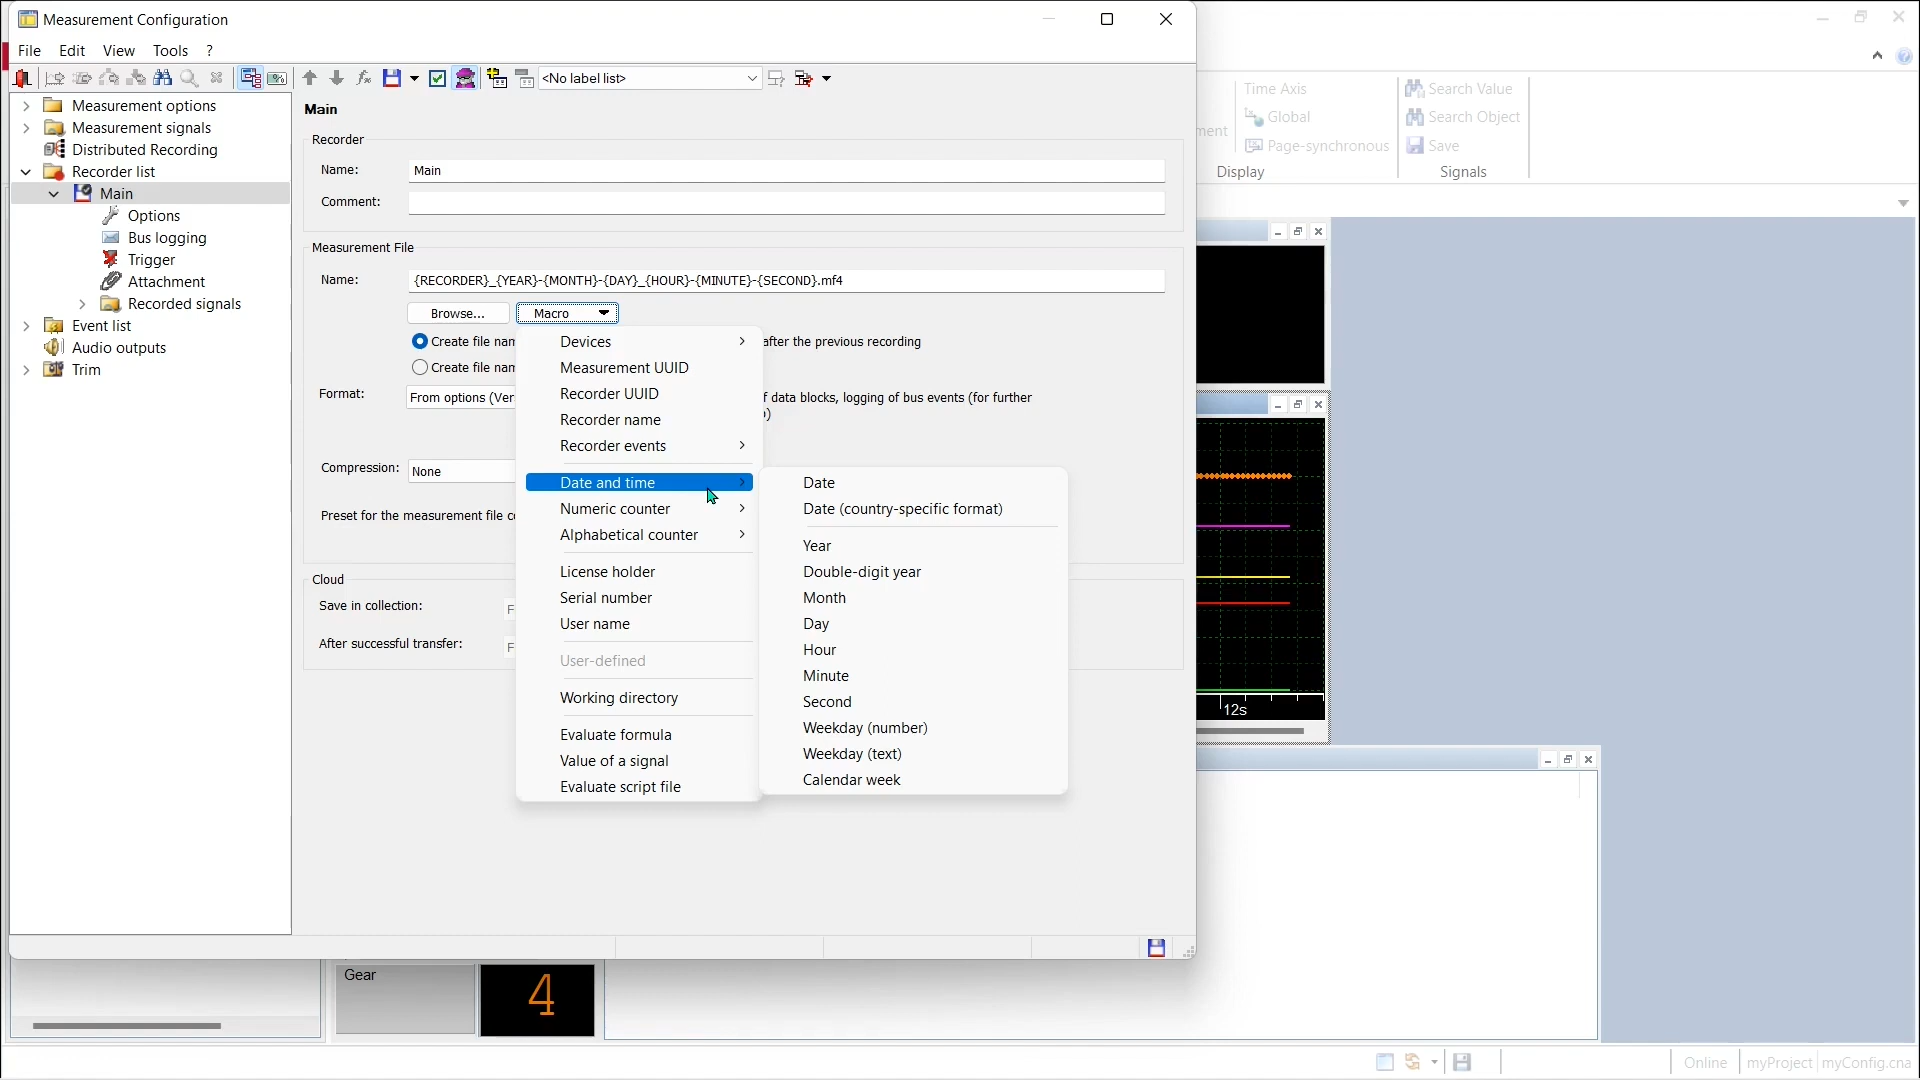 Measurement Configuration
File Edit View Tools ?
<No label list>
Measurement options
Measurement signals
Distributed Recording
Recorder list
Main
Options
Bus logging
Trigger
Attachment
Recorded signals
Event list
Audio outputs
Trim
Main
Recorder
Name: Main
Comment:
Measurement File
Name: {RECORDER}_{YEAR}-{MONTH}-{DAY}_{HOUR}-{MINUTE}-{SECOND}.mf4
Browse... Macro
Create file nam after the previous recording
Create file nam
Format: From options (Ver f data blocks, logging of bus events (for further
Compression: None
Preset for the measurement file c
Cloud
Save in collection: F
After successful transfer: F
Devices
Measurement UUID
Recorder UUID
Recorder name
Recorder events
Date and time
Numeric counter
Alphabetical counter
License holder
Serial number
User name
User-defined
Working directory
Evaluate formula
Value of a signal
Evaluate script file
Date
Date (country-specific format)
Year
Double-digit year
Month
Day
Hour
Minute
Second
Weekday (number)
Weekday (text)
Calendar week
ment
Time Axis
Global
Page-synchronous
Display
Search Value
Search Object
Save
Signals
12s
Gear
4
Online myProject myConfig.cna